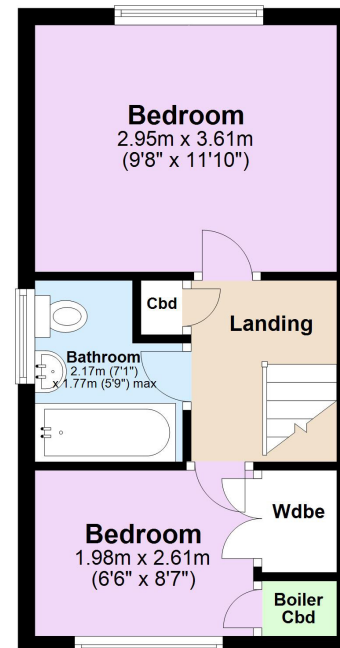 Bedroom
2.95m x 3.61m
(9'8" x 11'10")
Cbd
Landing
Bathroom
2.17m (7'1")
x 1.77m (5'9") max
Wdbe
Bedroom
1.98m x 2.61m
(6'6" x 8'7")
Boiler
Cbd